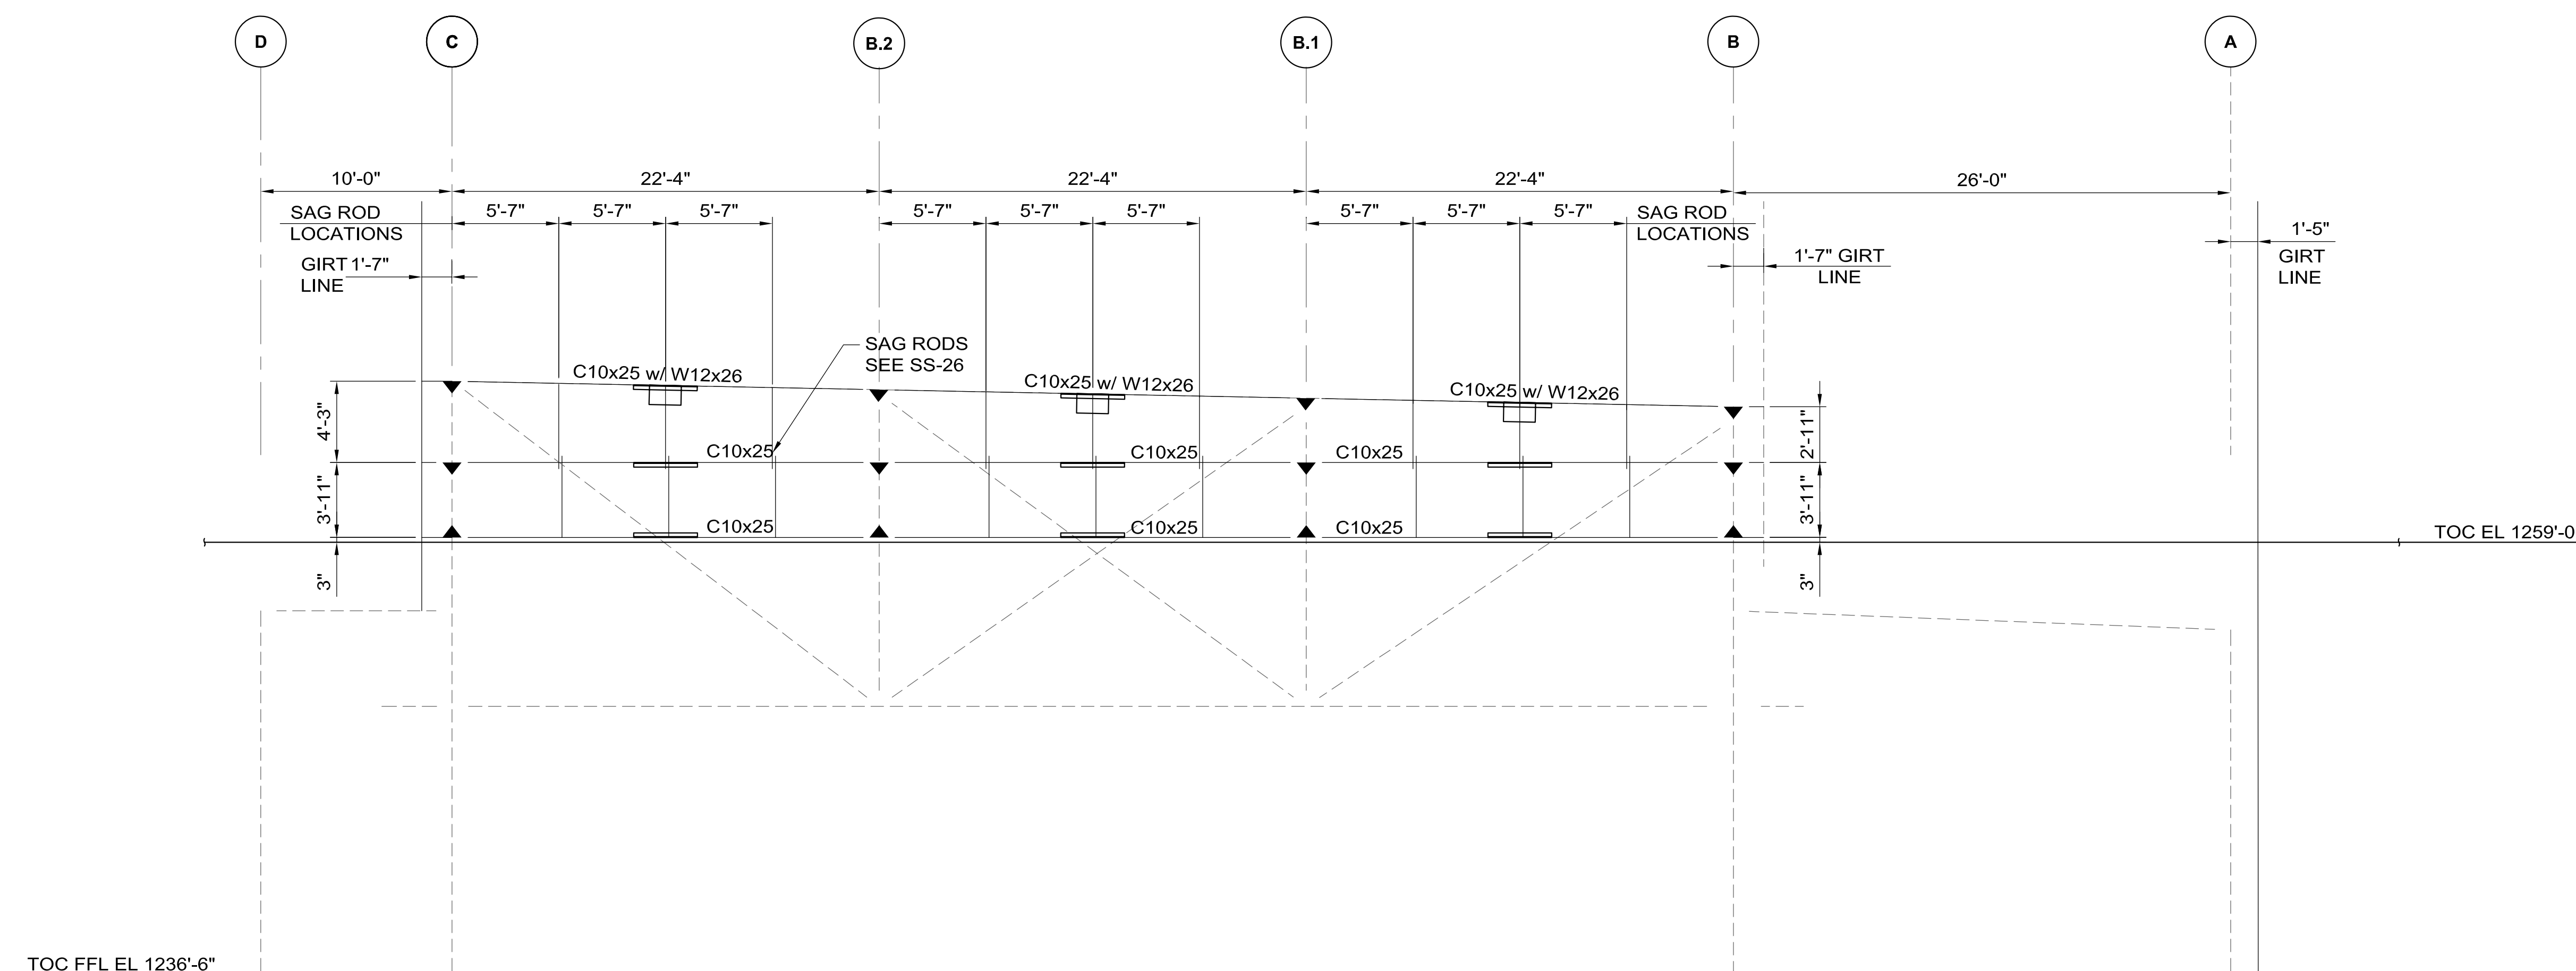 D
C
B.2
B.1
B
A
10'-0"
22'-4"
22'-4"
22'-4"
26'-0"
SAG ROD
LOCATIONS
5'-7"
5'-7"
5'-7"
5'-7"
5'-7"
5'-7"
5'-7"
5'-7"
5'-7"
SAG ROD
LOCATIONS
1'-5"
GIRT
LINE
GIRT 1'-7"
LINE
1'-7" GIRT
LINE
SAG RODS
SEE SS-26
C10x25 w/ W12x26
C10x25 w/ W12x26
C10x25 w/ W12x26
4'-3"
2'-11"
C10x25
C10x25
C10x25
3'-11"
3'-11"
C10x25
C10x25
C10x25
TOC EL 1259'-0
3"
3"
TOC FFL EL 1236'-6"